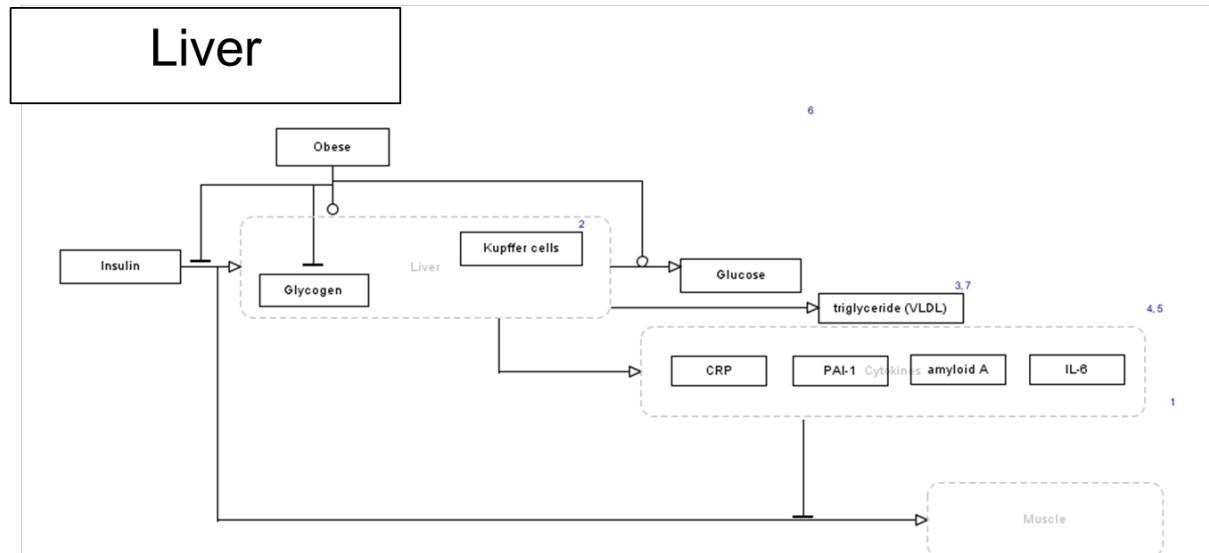 Liver
6
Obese
2
Kupffer cells
Insulin
Liver
Glucose
Glycogen
3,7
triglyceride (VLDL)
4,5
CRP
PAI-1
Cytokines
amyloid A
IL-6
1
Muscle